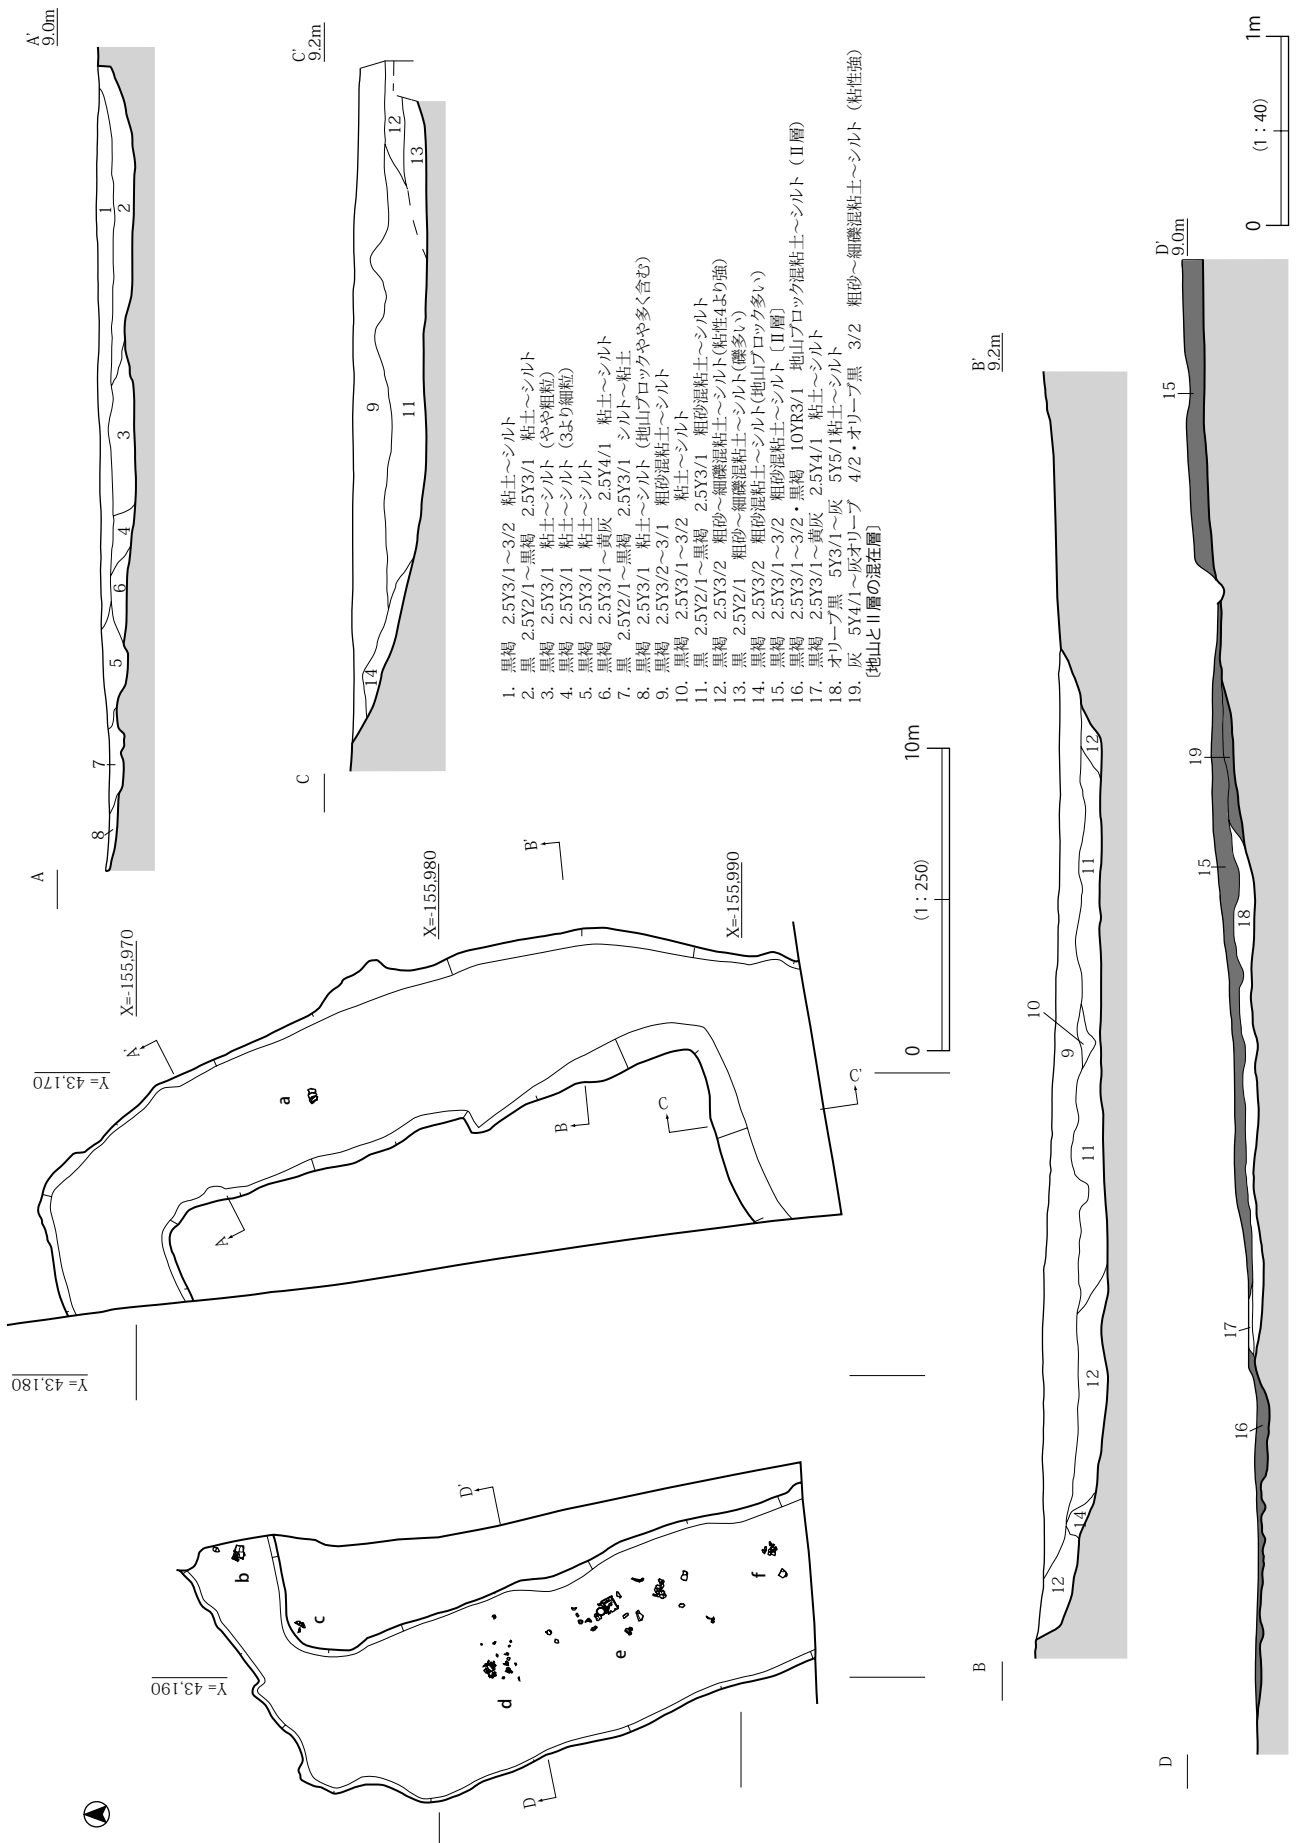 A'
9.0m
A
1
2
3
4
6
5
7
8
C'
9.2m
C
12
13
9
11
14
1. 黒褐 2.5Y3/1～3/2 粘土～シルト
2. 黒 2.5Y2/1～黒褐 2.5Y3/1 粘土～シルト
3. 黒褐 2.5Y3/1 粘土～シルト (やや粗粒)
4. 黒褐 2.5Y3/1 粘土～シルト (3より細粒)
5. 黒褐 2.5Y3/1 粘土～シルト
6. 黒褐 2.5Y3/1～黄灰 2.5Y4/1 粘土～シルト
7. 黒 2.5Y2/1～黒褐 2.5Y3/1 シルト～粘土
8. 黒褐 2.5Y3/1 粘土～シルト (地山ブロックやや多く含む)
9. 黒褐 2.5Y3/2～3/1 粗砂混粘土～シルト
10. 黒褐 2.5Y3/1～3/2 粘土～シルト
11. 黒 2.5Y2/1～黒褐 2.5Y3/1 粗砂混粘土～シルト
12. 黒褐 2.5Y3/2 粗砂～細礫混粘土～シルト(粘性4より強)
13. 黒 2.5Y2/1 粗砂～細礫混粘土～シルト(礫多い)
14. 黒褐 2.5Y3/2 粗砂混粘土～シルト(地山ブロック多い)
15. 黒褐 2.5Y3/1～3/2 粗砂混粘土～シルト〔Ⅱ層〕
16. 黒褐 2.5Y3/1～3/2・黒褐 10YR3/1 地山ブロック混粘土～シルト (Ⅱ層)
17. 黒褐 2.5Y3/1～黄灰 2.5Y4/1 粘土～シルト
18. オリーブ黒 5Y3/1～灰 5Y5/1粘土～シルト
19. 灰 5Y4/1～灰オリーブ 4/2・オリーブ黒 3/2 粗砂～細礫混粘土～シルト (粘性強)
〔地山とⅡ層の混在層〕
X=-155,970
X=-155,980
X=-155,990
Y= 43,170
Y= 43,180
Y= 43,190
A'
A
B'
B
C
C'
D'
D
a
b
c
d
e
f
0
(1：250)
10m
B'
9.2m
B
12
11
10
9
11
12
14
12
D'
9.0m
D
15
19
15
18
17
16
0
(1：40)
1m